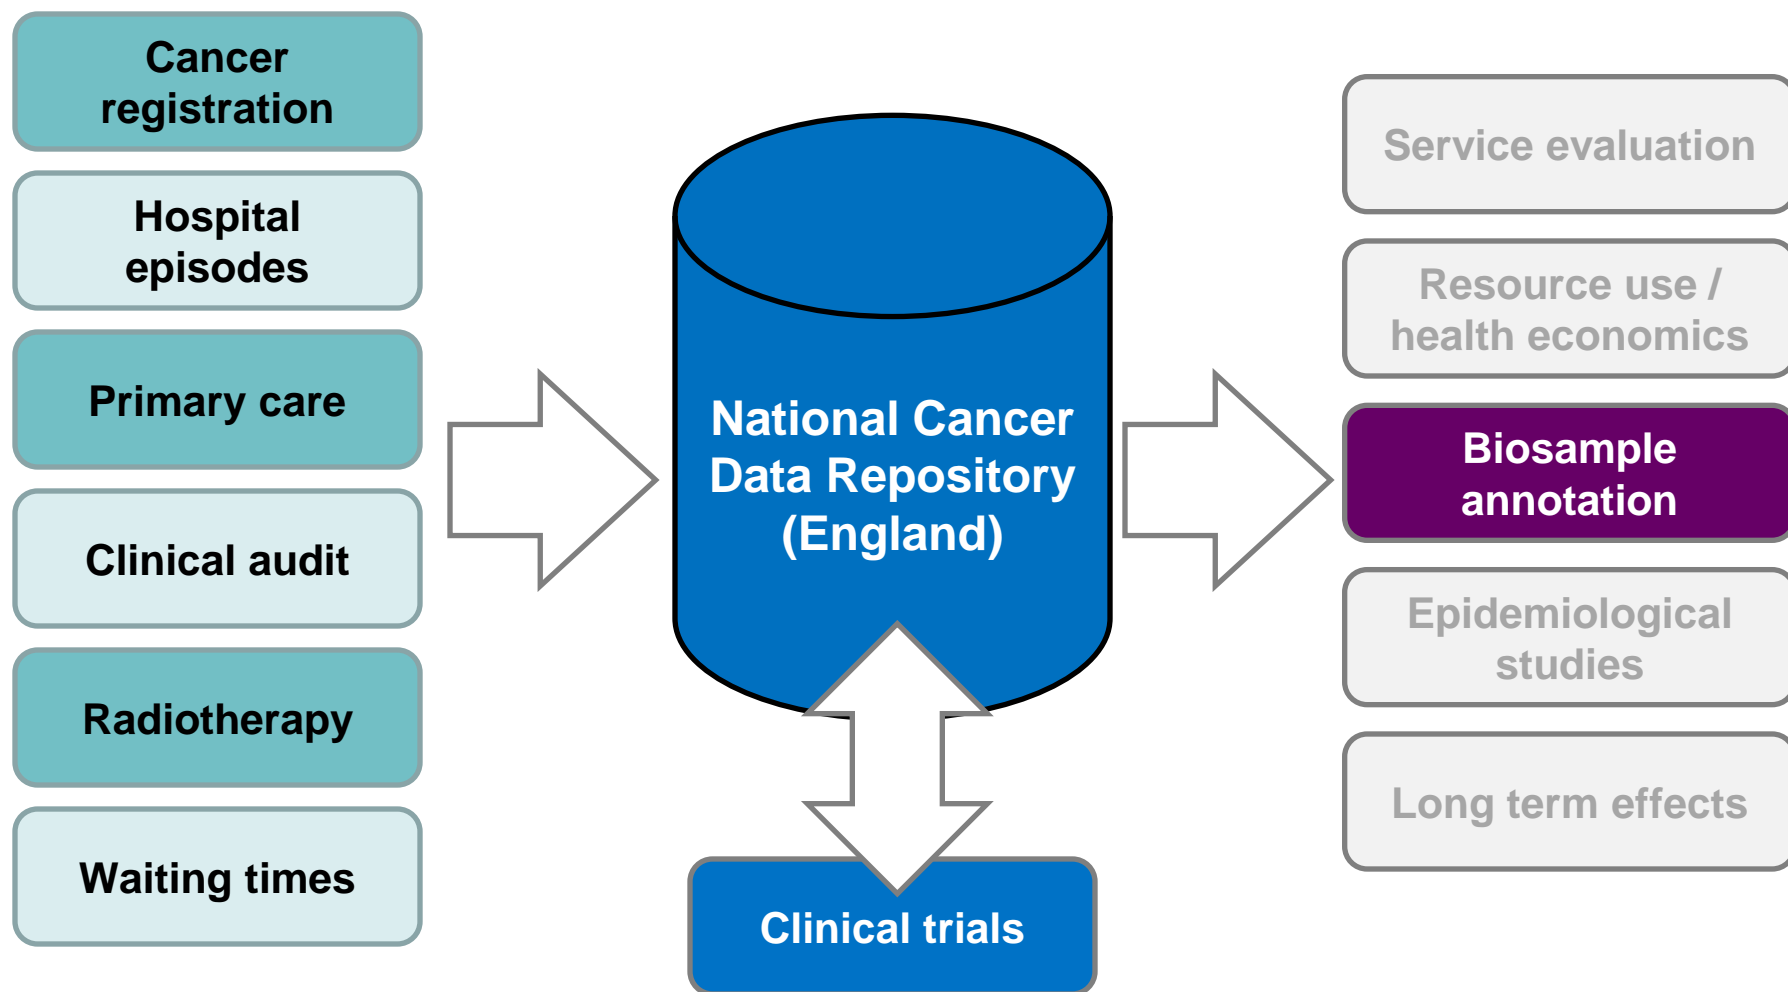 Cancer
registration
Hospital
episodes
Primary care
Clinical audit
Radiotherapy
Waiting times
National Cancer
Data Repository
(England)
Clinical trials
Service evaluation
Resource use /
health economics
Biosample
annotation
Epidemiological
studies
Long term effects